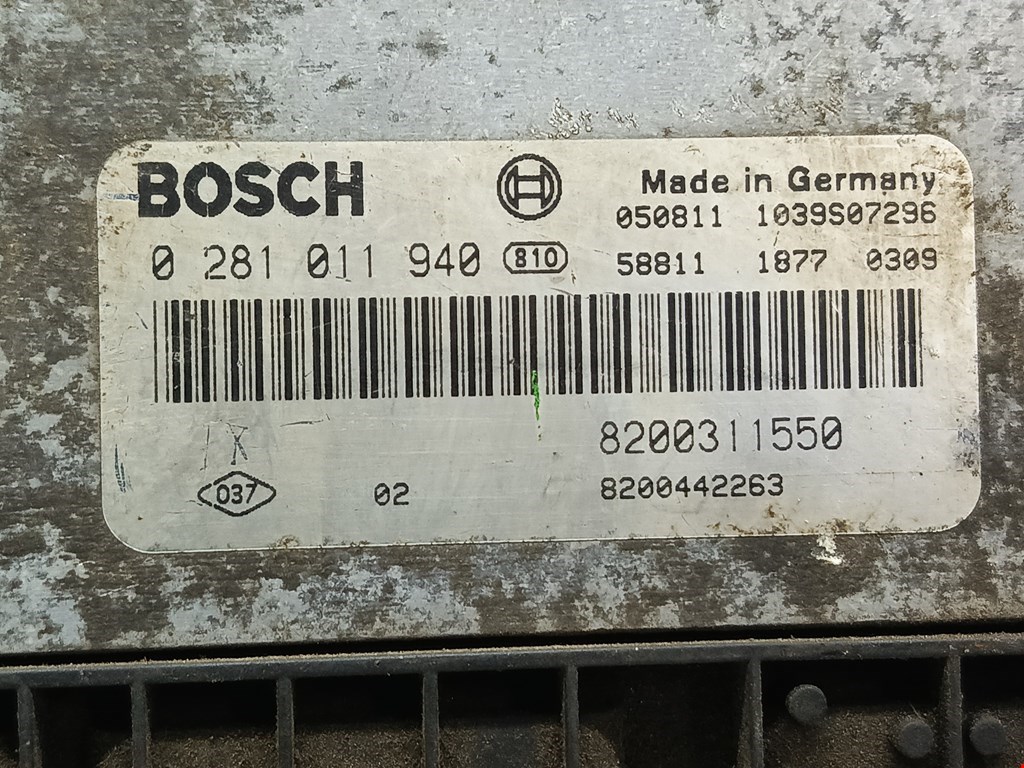 BOSCH
Made in Germany
050811 1039S07296
0 281 011 940 810 58811 1877 0309
8200311550
037 02 8200442263